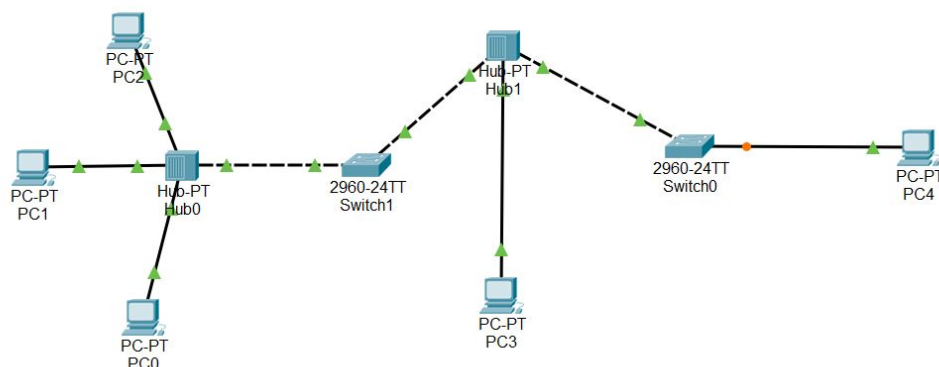 PC-PT
PC2
Hub-PT
Hub1
PC-PT
PC1
Hub-PT
Hub0
2960-24TT
Switch1
2960-24TT
Switch0
PC-PT
PC4
PC-PT
PC3
PC-PT
PC0